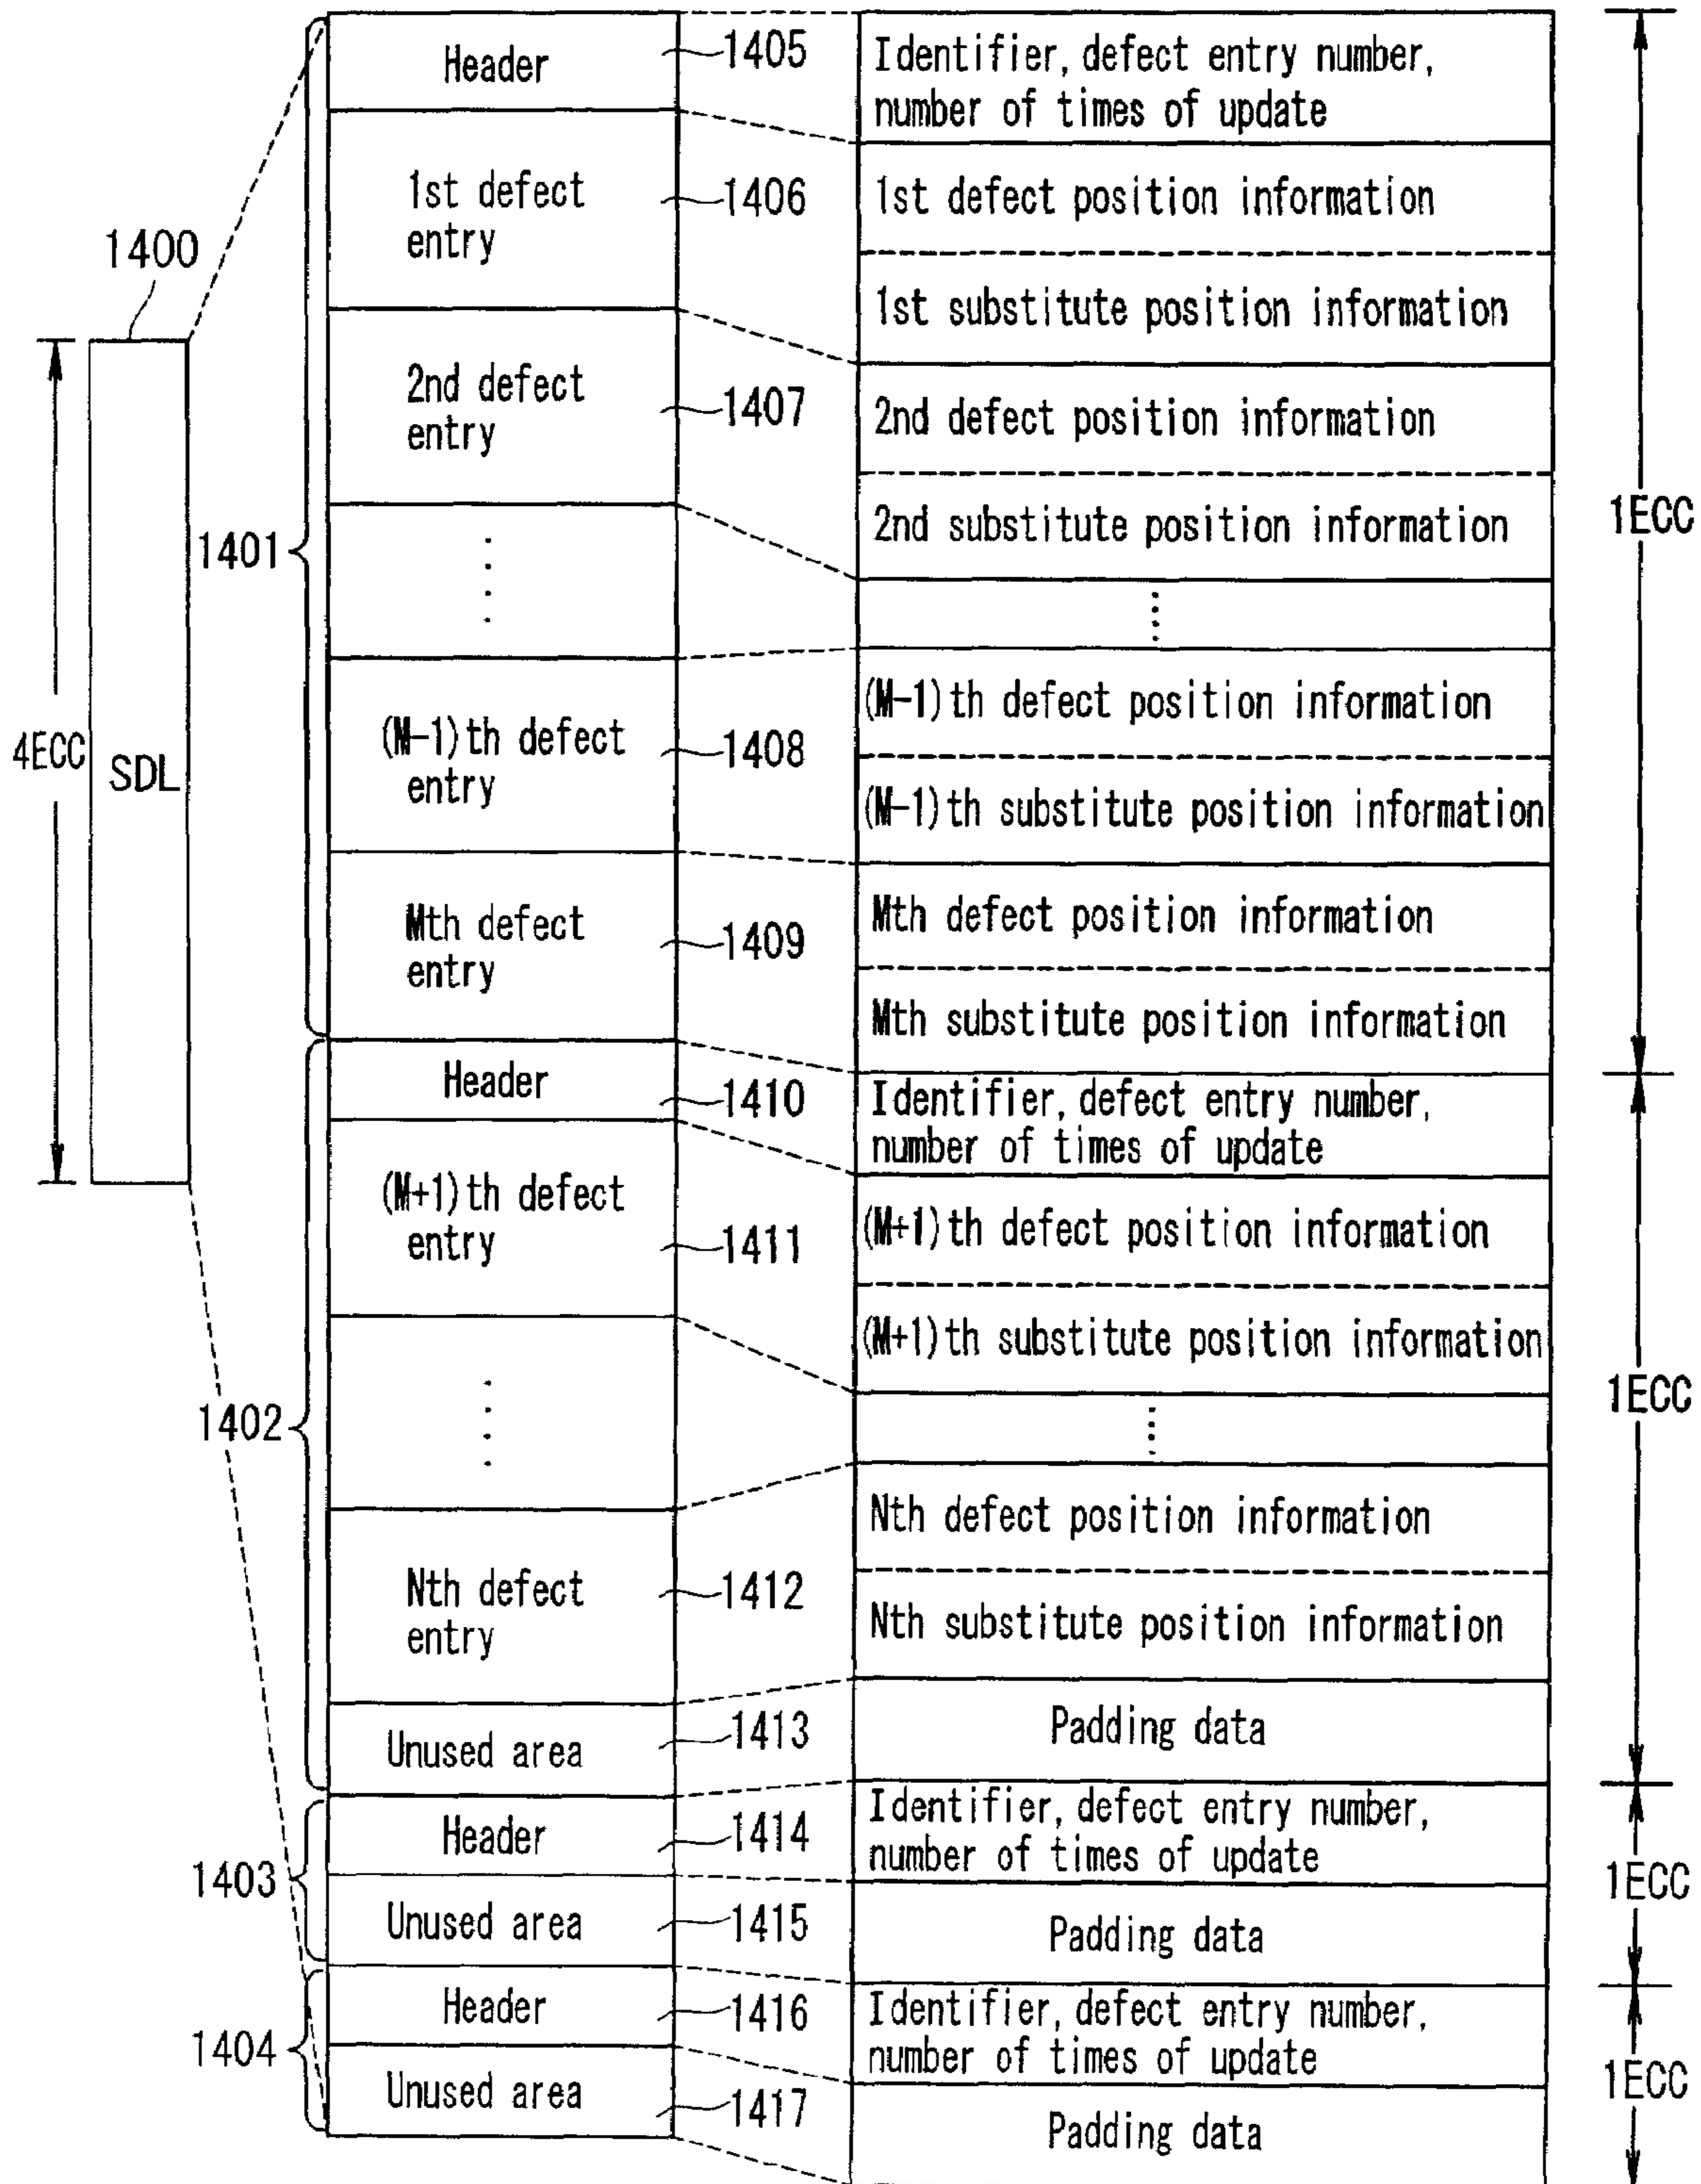 1400
4ECC
SDL
1401
1402
1403
1404
Header
1405
1st defect
entry
1406
2nd defect
entry
1407
(M-1)th defect
entry
1408
Mth defect
entry
1409
Header
1410
(M+1)th defect
entry
1411
Nth defect
entry
1412
Unused area
1413
Header
1414
Unused area
1415
Header
1416
Unused area
1417
Identifier, defect entry number,
number of times of update
1st defect position information
1st substitute position information
2nd defect position information
2nd substitute position information
(M-1)th defect position information
(M-1)th substitute position information
Mth defect position information
Mth substitute position information
Identifier, defect entry number,
number of times of update
(M+1)th defect position information
(M+1)th substitute position information
Nth defect position information
Nth substitute position information
Padding data
Identifier, defect entry number,
number of times of update
Padding data
Identifier, defect entry number,
number of times of update
Padding data
1ECC
1ECC
1ECC
1ECC